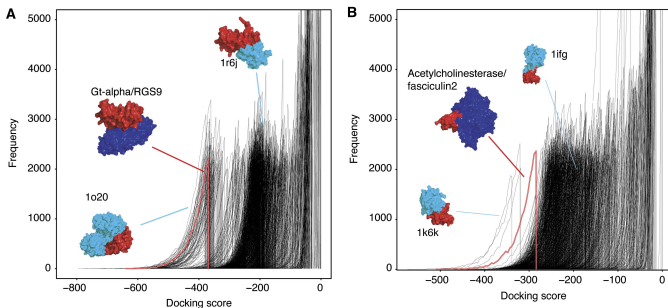 A
5000
4000
3000
2000
1000
0
Frequency
1r6j
Gt-alpha/RGS9
1o20
−800
−600
−400
−200
0
Docking score
B
5000
4000
3000
2000
1000
0
Frequency
1ifg
Acetylcholinesterase/
fasciculin2
1k6k
−500
−400
−300
−200
−100
0
Docking score